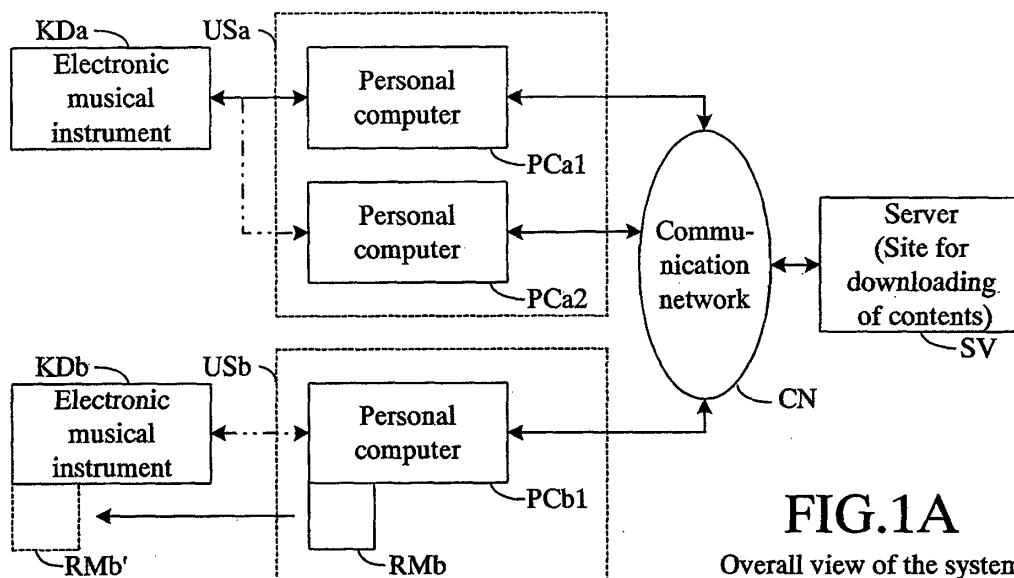 KDa
USa
Electronic
musical
instrument
Personal
computer
PCa1
Personal
computer
PCa2
Commu-
nication
network
CN
Server
(Site for
downloading
of contents)
SV
KDb
USb
Electronic
musical
instrument
Personal
computer
PCb1
RMb'
RMb
FIG.1A
Overall view of the system